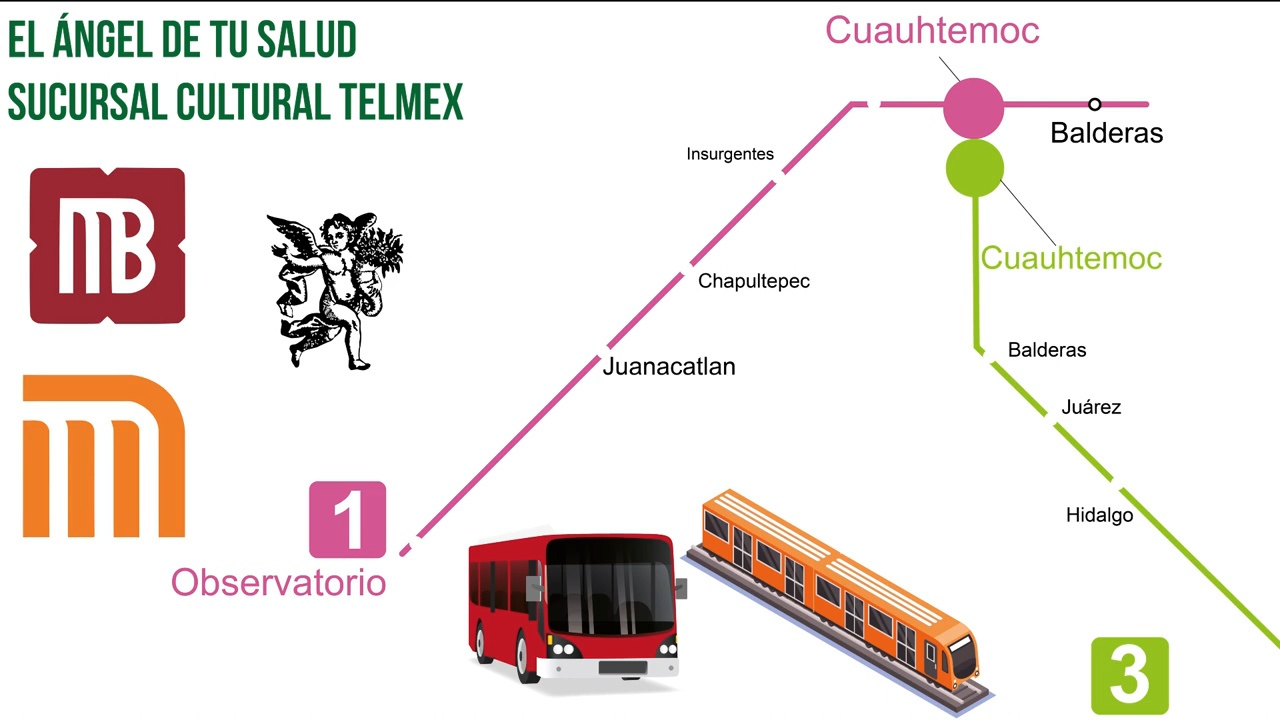 EL ÁNGEL DE TU SALUD
SUCURSAL CULTURAL TELMEX
MB
Cuauhtemoc
Balderas
Insurgentes
Cuauhtemoc
Chapultepec
Juanacatlan
Balderas
Juárez
Hidalgo
1
Observatorio
3